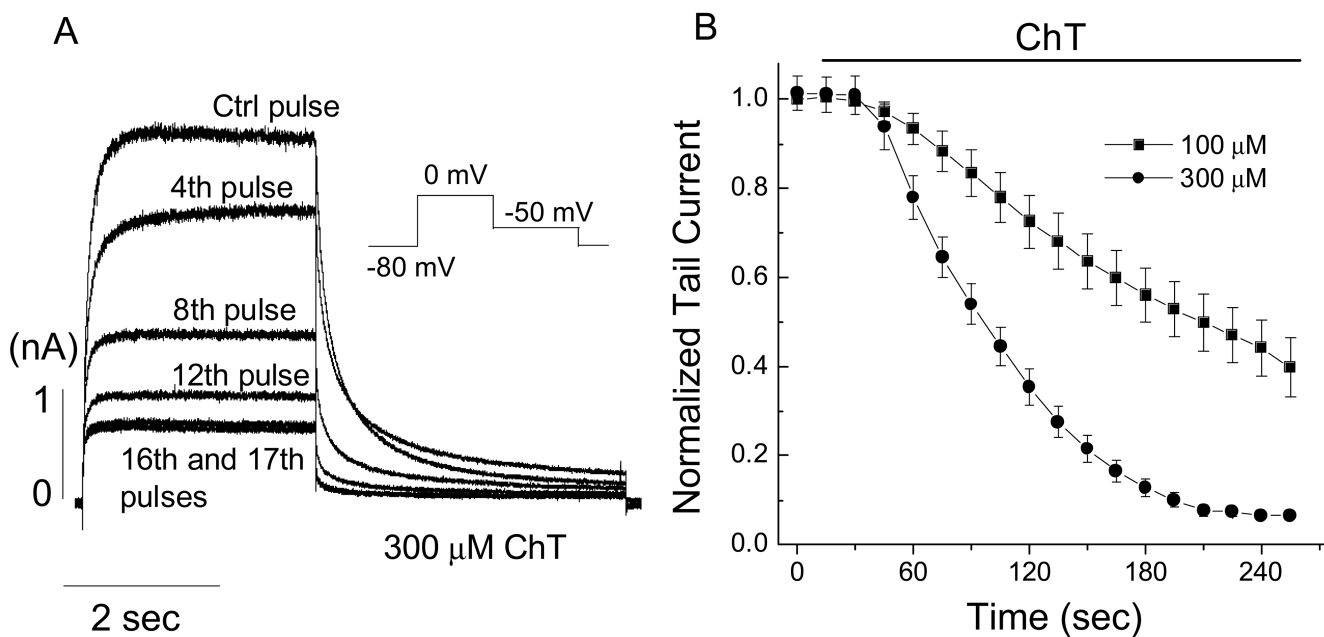 A
Ctrl pulse
4th pulse
0 mV
-50 mV
-80 mV
8th pulse
(nA)
12th pulse
1
16th and 17th
pulses
0
300 μM ChT
2 sec
B
ChT
100 μM
300 μM
Normalized Tail Current
1.0
0.8
0.6
0.4
0.2
0.0
0
60
120
180
240
Time (sec)